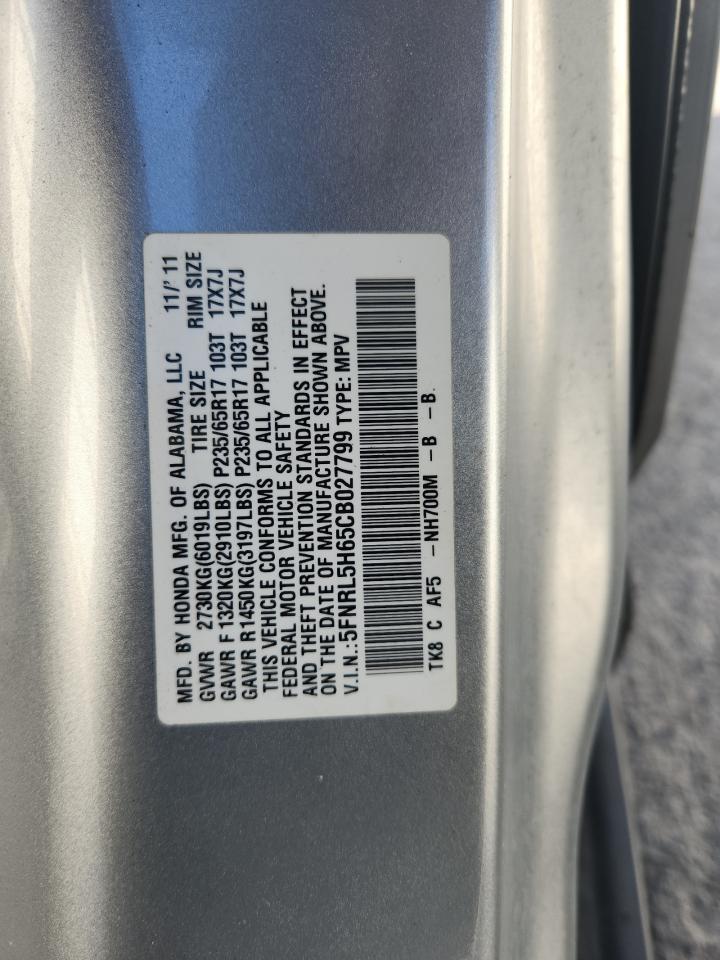 MFD. BY HONDA MFG. OF ALABAMA, LLC 11/'11
GVWR 2730KG(6019LBS) TIRE SIZE RIM SIZE
GAWR F 1320KG(2910LBS) P235/65R17 103T 17X7J
GAWR R1450KG(3197LBS) P235/65R17 103T 17X7J
THIS VEHICLE CONFORMS TO ALL APPLICABLE
FEDERAL MOTOR VEHICLE SAFETY
AND THEFT PREVENTION STANDARDS IN EFFECT
ON THE DATE OF MANUFACTURE SHOWN ABOVE.
V.I.N.:5FNRL5H65CB027799 TYPE: MPV
TK8 C AF5 -NH700M -B -B.